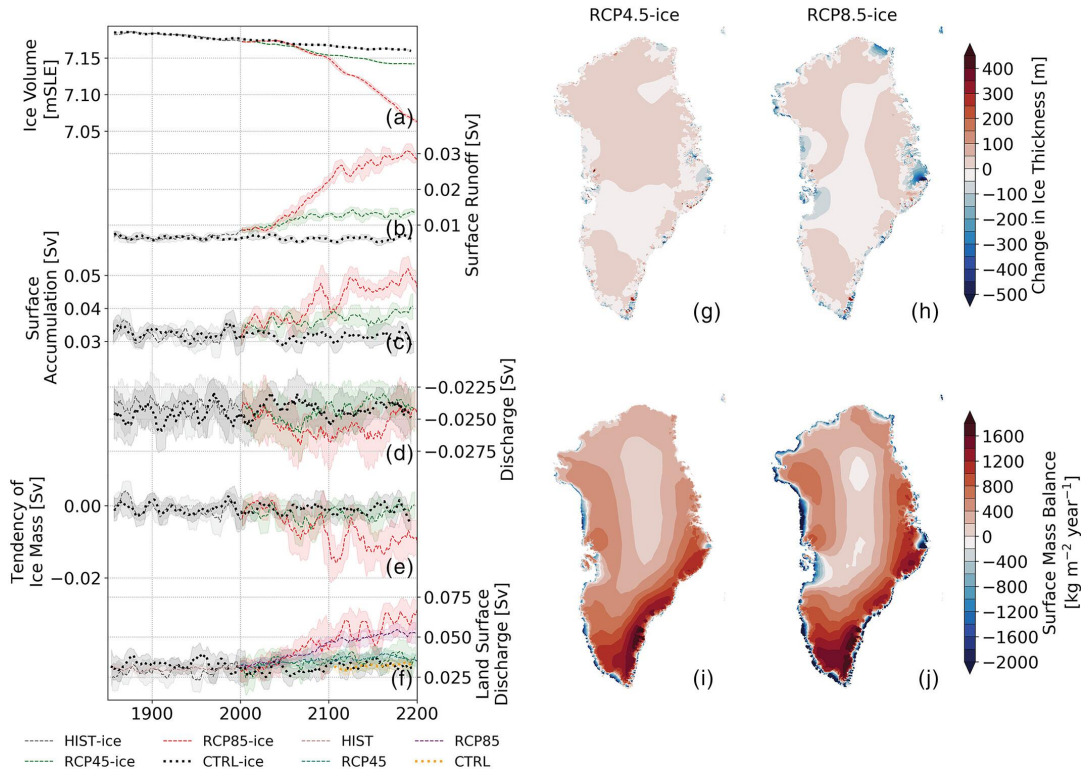 RCP4.5-ice
RCP8.5-ice
Ice Volume
[mSLE]
7.15
7.10
7.05
(a)
0.03
0.02
0.01
Surface Runoff [Sv]
(b)
Surface
Accumulation [Sv]
0.05
0.04
0.03
(c)
−0.0225
−0.0250
−0.0275
Discharge [Sv]
(d)
Tendency of
Ice Mass [Sv]
0.00
−0.02
(e)
0.075
0.050
0.025
Land Surface
Discharge [Sv]
(f)
1900
2000
2100
2200
HIST-ice
RCP85-ice
HIST
RCP85
RCP45-ice
CTRL-ice
RCP45
CTRL
(g)
(h)
400
300
200
100
0
−100
−200
−300
−400
−500
Change in Ice Thickness [m]
(i)
(j)
1600
1200
800
400
0
−400
−800
−1200
−1600
−2000
Surface Mass Balance
[kg m⁻² year⁻¹]